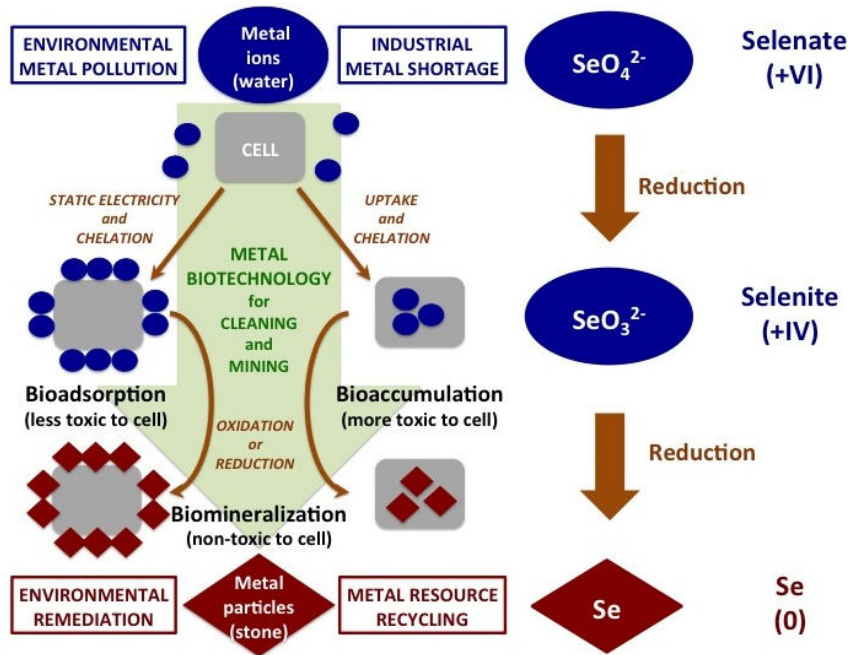 ENVIRONMENTAL
METAL POLLUTION
Metal
ions
(water)
INDUSTRIAL
METAL SHORTAGE
SeO₄²⁻
Selenate
(+VI)
CELL
Reduction
STATIC ELECTRICITY
and
CHELATION
UPTAKE
and
CHELATION
METAL
BIOTECHNOLOGY
for
CLEANING
and
MINING
SeO₃²⁻
Selenite
(+IV)
Bioadsorption
(less toxic to cell)
Bioaccumulation
(more toxic to cell)
OXIDATION
or
REDUCTION
Reduction
Biomineralization
(non-toxic to cell)
ENVIRONMENTAL
REMEDIATION
Metal
particles
(stone)
METAL RESOURCE
RECYCLING
Se
Se
(0)